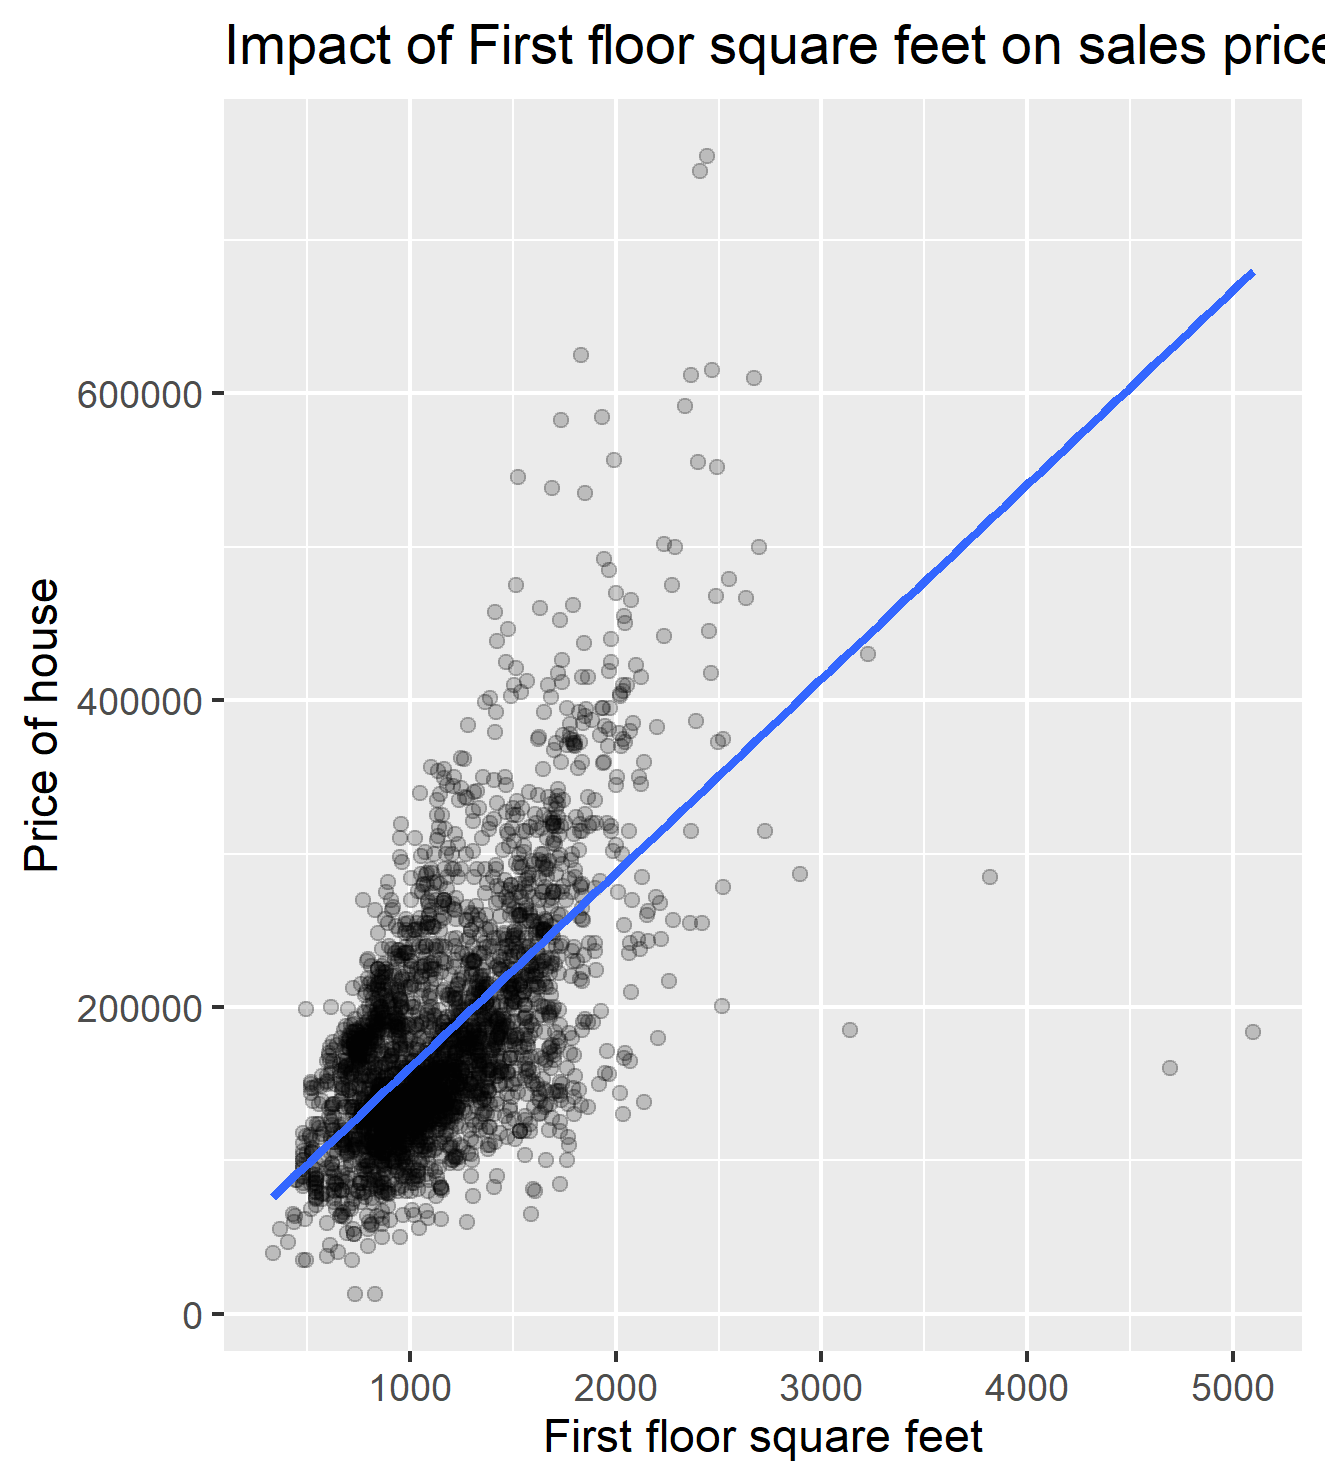 Impact of First floor square feet on sales price
600000
400000
200000
0
Price of house
1000 2000 3000 4000 5000
First floor square feet